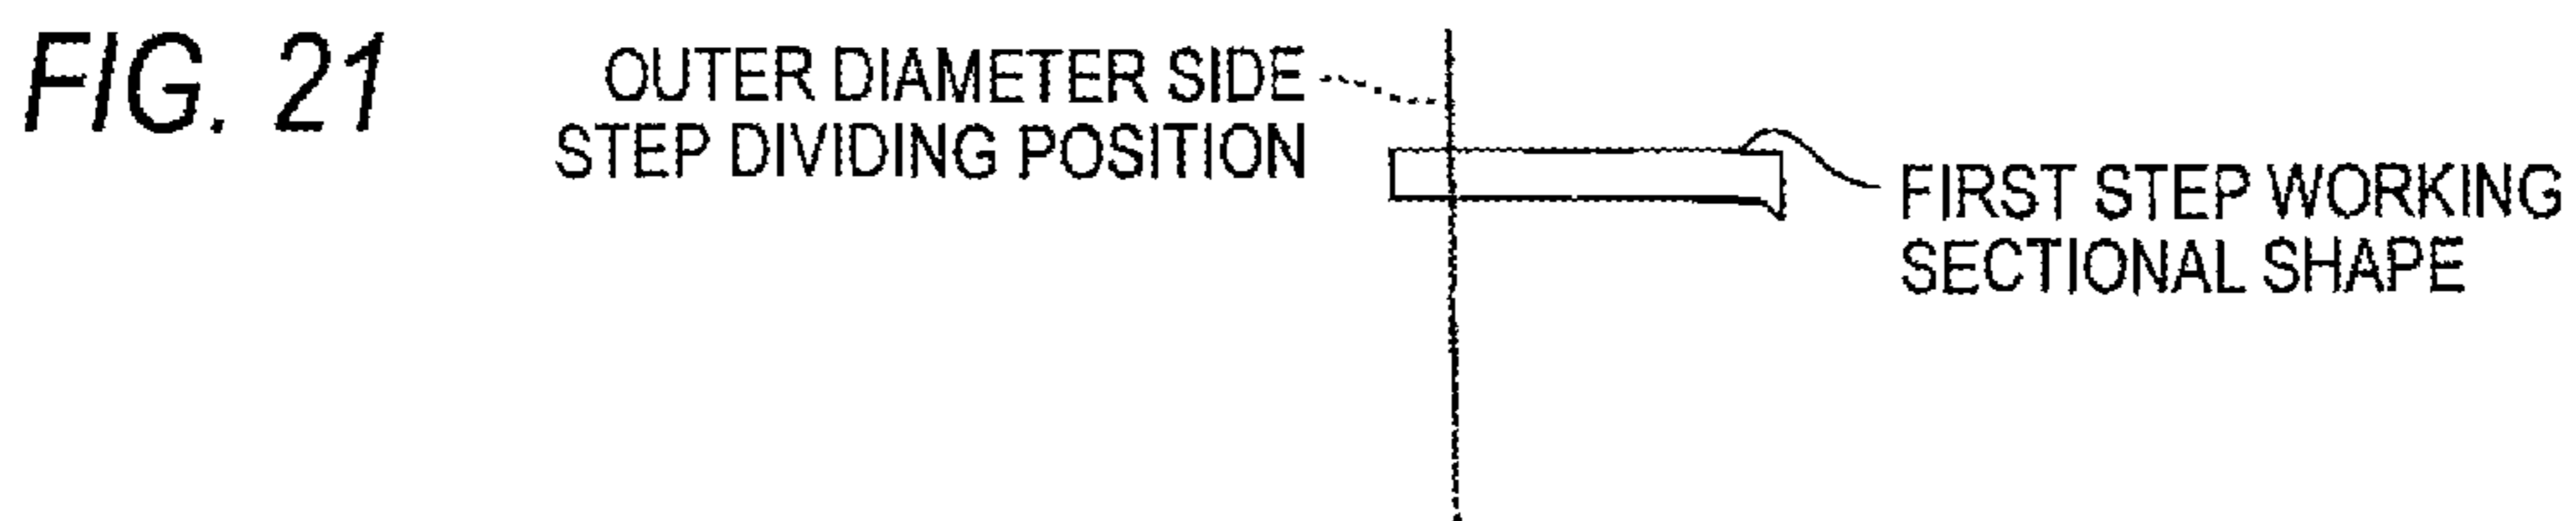 FIG. 21
OUTER DIAMETER SIDE
STEP DIVIDING POSITION
FIRST STEP WORKING
SECTIONAL SHAPE